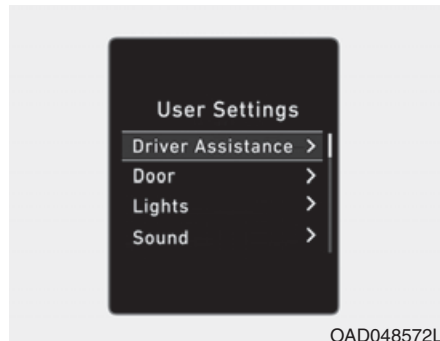 User Settings
Driver Assistance >
Door >
Lights >
Sound >
OAD048572L